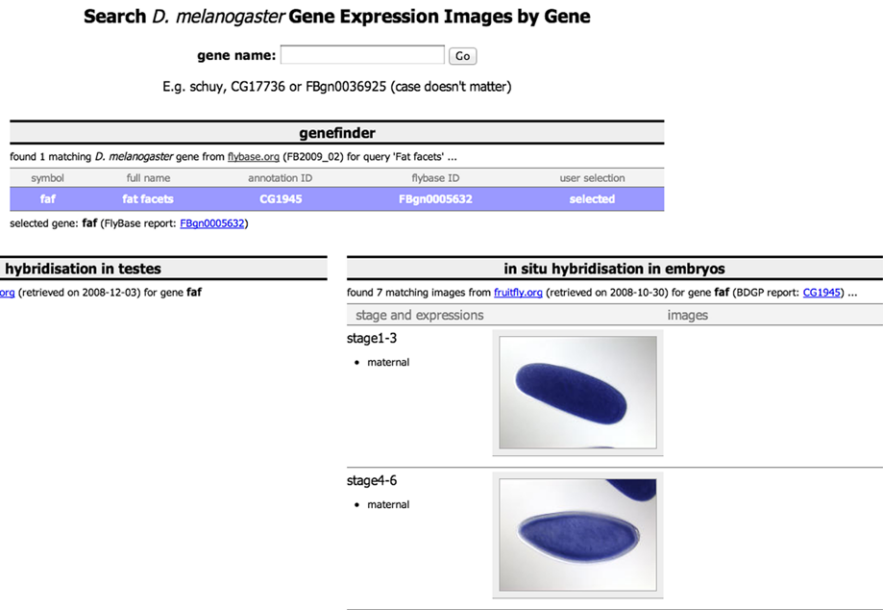 Search D. melanogaster Gene Expression Images by Gene
gene name: Go
E.g. schuy, CG17736 or FBgn0036925 (case doesn't matter)
genefinder
found 1 matching D. melanogaster gene from flybase.org (FB2009_02) for query 'Fat facets' ...
symbol full name annotation ID flybase ID user selection
faf fat facets CG1945 FBgn0005632 selected
selected gene: faf (FlyBase report: FBgn0005632)
hybridisation in testes
org (retrieved on 2008-12-03) for gene faf
in situ hybridisation in embryos
found 7 matching images from fruitfly.org (retrieved on 2008-10-30) for gene faf (BDGP report: CG1945) ...
stage and expressions images
stage1-3
• maternal
stage4-6
• maternal